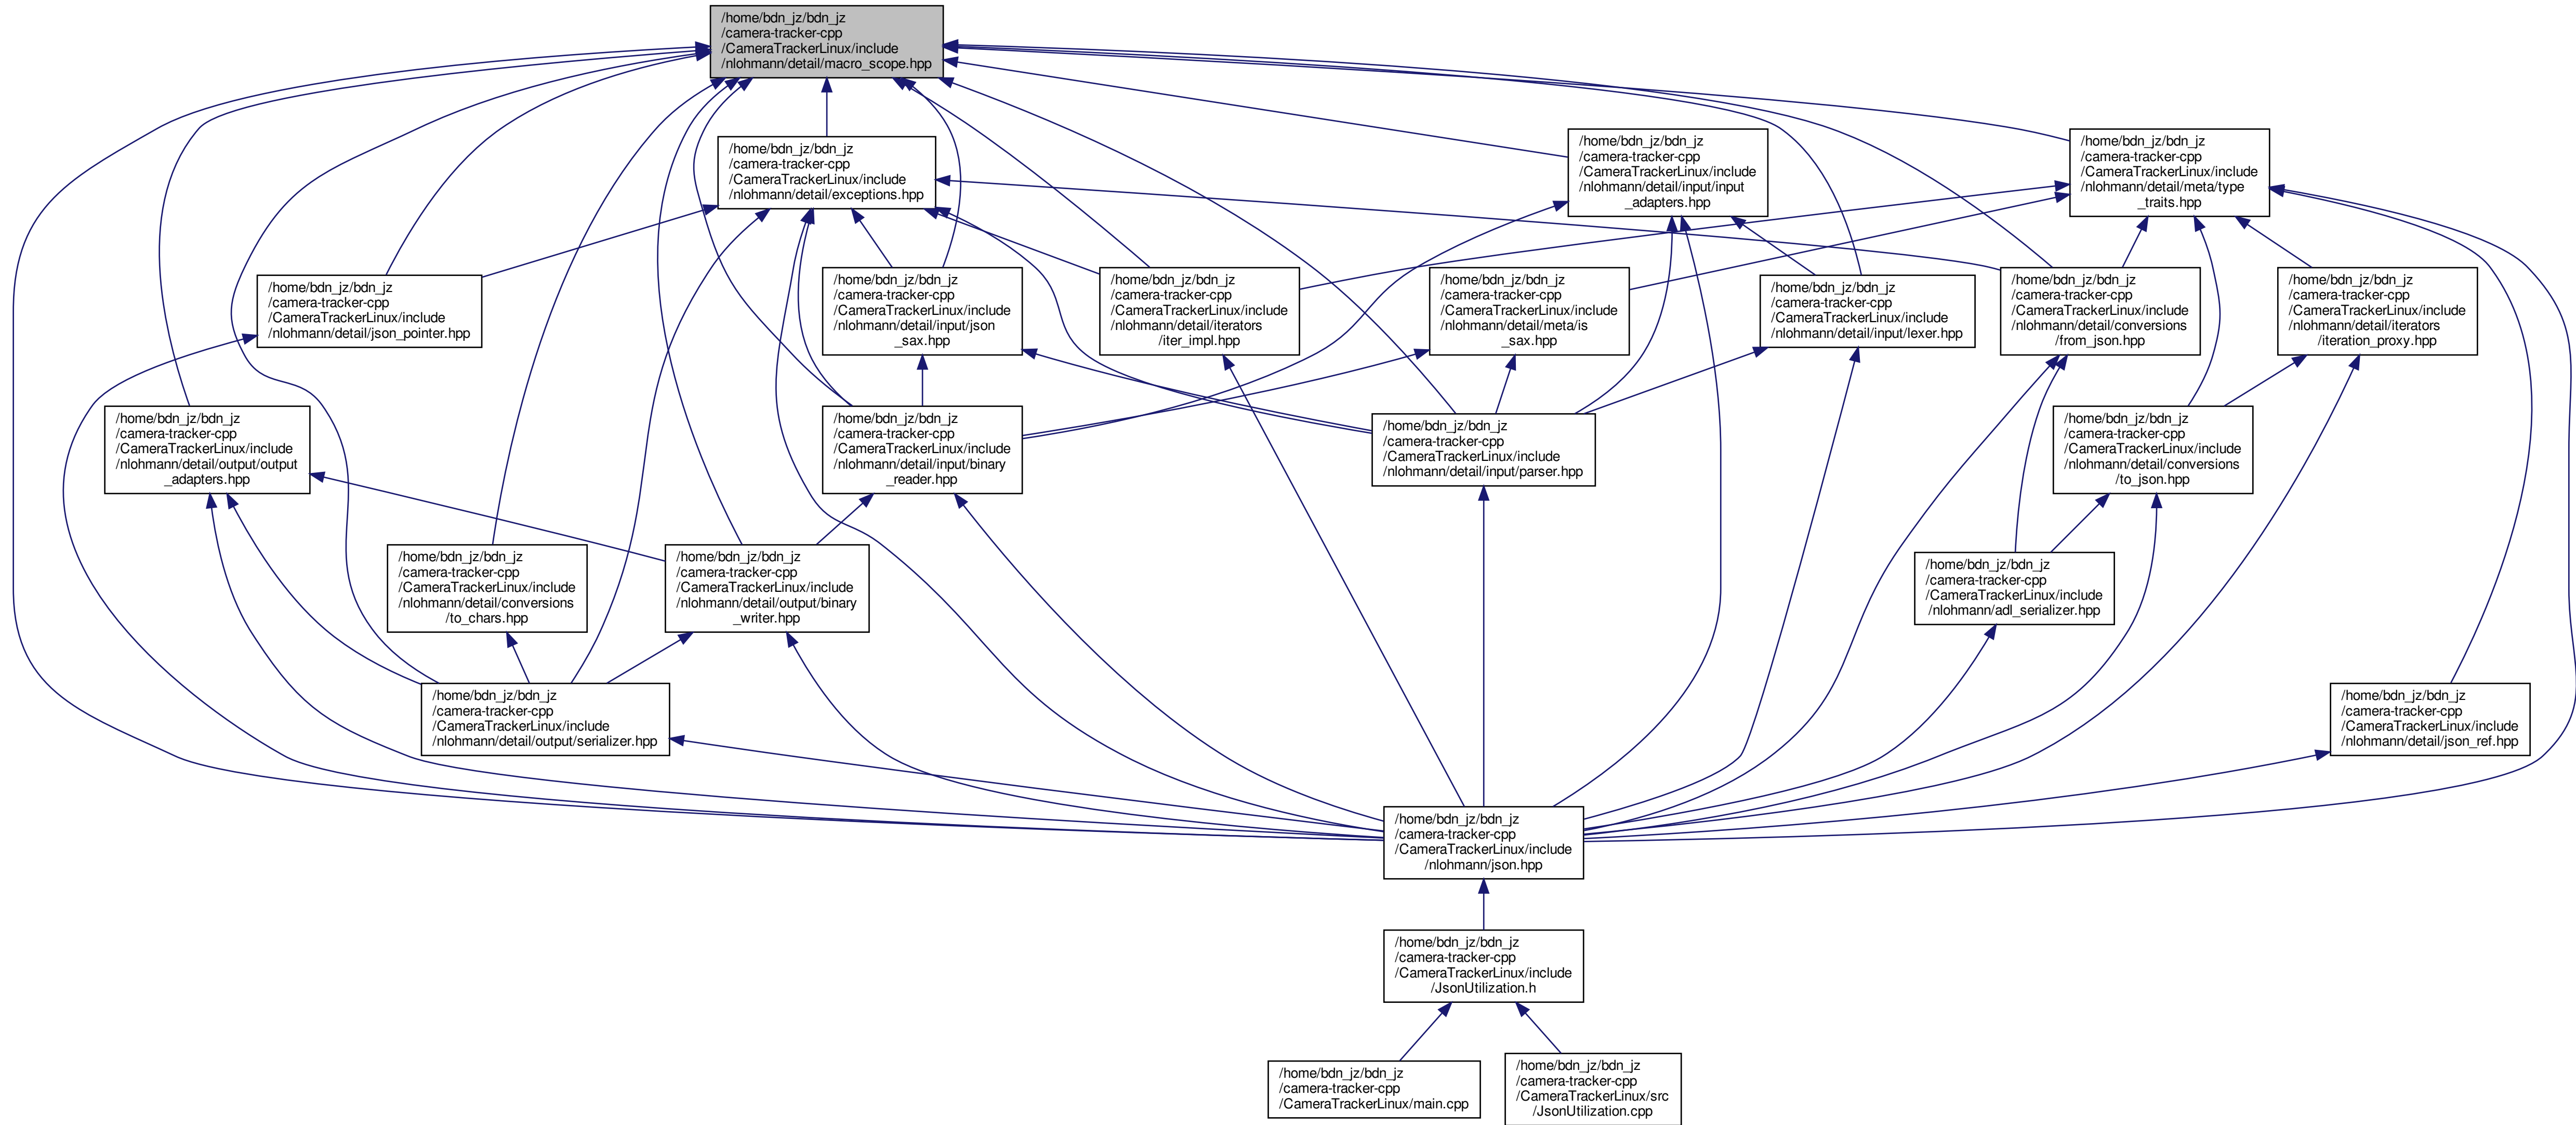 /home/bdn_jz/bdn_jz
/camera-tracker-cpp
/CameraTrackerLinux/include
/nlohmann/detail/macro_scope.hpp
/home/bdn_jz/bdn_jz
/camera-tracker-cpp
/CameraTrackerLinux/include
/nlohmann/detail/exceptions.hpp
/home/bdn_jz/bdn_jz
/camera-tracker-cpp
/CameraTrackerLinux/include
/nlohmann/detail/input/input
_adapters.hpp
/home/bdn_jz/bdn_jz
/camera-tracker-cpp
/CameraTrackerLinux/include
/nlohmann/detail/meta/type
_traits.hpp
/home/bdn_jz/bdn_jz
/camera-tracker-cpp
/CameraTrackerLinux/include
/nlohmann/detail/json_pointer.hpp
/home/bdn_jz/bdn_jz
/camera-tracker-cpp
/CameraTrackerLinux/include
/nlohmann/detail/input/json
_sax.hpp
/home/bdn_jz/bdn_jz
/camera-tracker-cpp
/CameraTrackerLinux/include
/nlohmann/detail/iterators
/iter_impl.hpp
/home/bdn_jz/bdn_jz
/camera-tracker-cpp
/CameraTrackerLinux/include
/nlohmann/detail/meta/is
_sax.hpp
/home/bdn_jz/bdn_jz
/camera-tracker-cpp
/CameraTrackerLinux/include
/nlohmann/detail/input/lexer.hpp
/home/bdn_jz/bdn_jz
/camera-tracker-cpp
/CameraTrackerLinux/include
/nlohmann/detail/conversions
/from_json.hpp
/home/bdn_jz/bdn_jz
/camera-tracker-cpp
/CameraTrackerLinux/include
/nlohmann/detail/iterators
/iteration_proxy.hpp
/home/bdn_jz/bdn_jz
/camera-tracker-cpp
/CameraTrackerLinux/include
/nlohmann/detail/output/output
_adapters.hpp
/home/bdn_jz/bdn_jz
/camera-tracker-cpp
/CameraTrackerLinux/include
/nlohmann/detail/input/binary
_reader.hpp
/home/bdn_jz/bdn_jz
/camera-tracker-cpp
/CameraTrackerLinux/include
/nlohmann/detail/input/parser.hpp
/home/bdn_jz/bdn_jz
/camera-tracker-cpp
/CameraTrackerLinux/include
/nlohmann/detail/conversions
/to_json.hpp
/home/bdn_jz/bdn_jz
/camera-tracker-cpp
/CameraTrackerLinux/include
/nlohmann/detail/conversions
/to_chars.hpp
/home/bdn_jz/bdn_jz
/camera-tracker-cpp
/CameraTrackerLinux/include
/nlohmann/detail/output/binary
_writer.hpp
/home/bdn_jz/bdn_jz
/camera-tracker-cpp
/CameraTrackerLinux/include
/nlohmann/adl_serializer.hpp
/home/bdn_jz/bdn_jz
/camera-tracker-cpp
/CameraTrackerLinux/include
/nlohmann/detail/output/serializer.hpp
/home/bdn_jz/bdn_jz
/camera-tracker-cpp
/CameraTrackerLinux/include
/nlohmann/detail/json_ref.hpp
/home/bdn_jz/bdn_jz
/camera-tracker-cpp
/CameraTrackerLinux/include
/nlohmann/json.hpp
/home/bdn_jz/bdn_jz
/camera-tracker-cpp
/CameraTrackerLinux/include
/JsonUtilization.h
/home/bdn_jz/bdn_jz
/camera-tracker-cpp
/CameraTrackerLinux/main.cpp
/home/bdn_jz/bdn_jz
/camera-tracker-cpp
/CameraTrackerLinux/src
/JsonUtilization.cpp